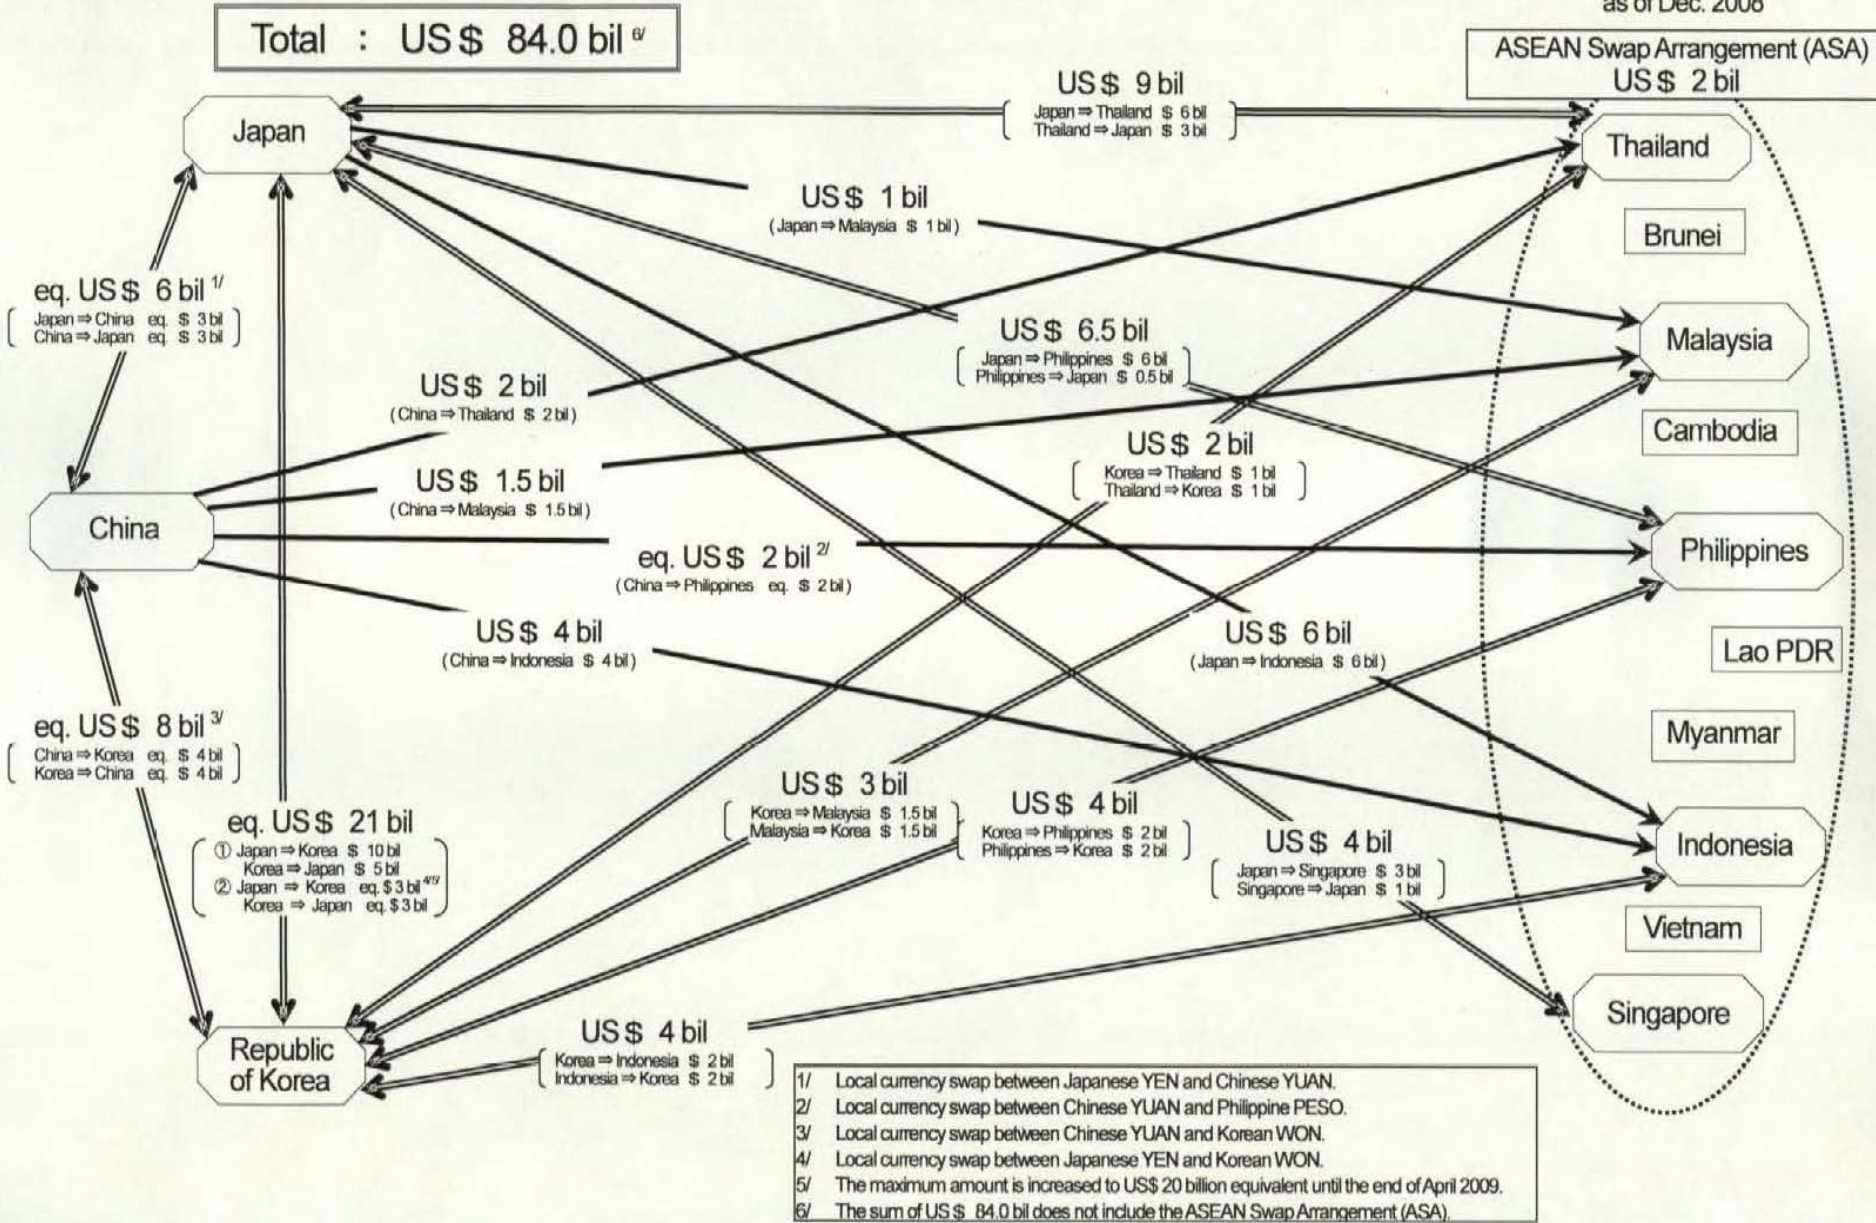 as of Dec. 2008
Total : US$ 84.0 bil 6/
ASEAN Swap Arrangement (ASA)
US$ 2 bil
US$ 9 bil
Japan⇒Thailand $ 6 bil
Thailand⇒Japan $ 3 bil
Japan
Thailand
US$ 1 bil
(Japan⇒Malaysia $ 1 bil)
Brunei
eq. US$ 6 bil 1/
Japan⇒China eq. $ 3 bil
China⇒Japan eq. $ 3 bil
US$ 6.5 bil
Japan⇒Philippines $ 6 bil
Philippines⇒Japan $ 0.5 bil
Malaysia
US$ 2 bil
(China⇒Thailand $ 2 bil)
Cambodia
US$ 2 bil
Korea⇒Thailand $ 1 bil
Thailand⇒Korea $ 1 bil
US$ 1.5 bil
(China⇒Malaysia $ 1.5 bil)
China
Philippines
eq. US$ 2 bil 2/
(China⇒Philippines eq. $ 2 bil)
US$ 4 bil
(China⇒Indonesia $ 4 bil)
US$ 6 bil
(Japan⇒Indonesia $ 6 bil)
Lao PDR
eq. US$ 8 bil 3/
China⇒Korea eq. $ 4 bil
Korea⇒China eq. $ 4 bil
Myanmar
US$ 3 bil
Korea⇒Malaysia $ 1.5 bil
Malaysia⇒Korea $ 1.5 bil
US$ 4 bil
Korea⇒Philippines $ 2 bil
Philippines⇒Korea $ 2 bil
eq. US$ 21 bil
① Japan⇒Korea $ 10 bil
Korea⇒Japan $ 5 bil
② Japan ⇒ Korea eq. $ 3 bil 4/5/
Korea ⇒ Japan eq. $ 3 bil
US$ 4 bil
Japan⇒Singapore $ 3 bil
Singapore⇒Japan $ 1 bil
Indonesia
Vietnam
Singapore
Republic
of Korea
US$ 4 bil
Korea⇒Indonesia $ 2 bil
Indonesia⇒Korea $ 2 bil
1/ Local currency swap between Japanese YEN and Chinese YUAN.
2/ Local currency swap between Chinese YUAN and Philippine PESO.
3/ Local currency swap between Chinese YUAN and Korean WON.
4/ Local currency swap between Japanese YEN and Korean WON.
5/ The maximum amount is increased to US$ 20 billion equivalent until the end of April 2009.
6/ The sum of US $ 84.0 bil does not include the ASEAN Swap Arrangement (ASA).